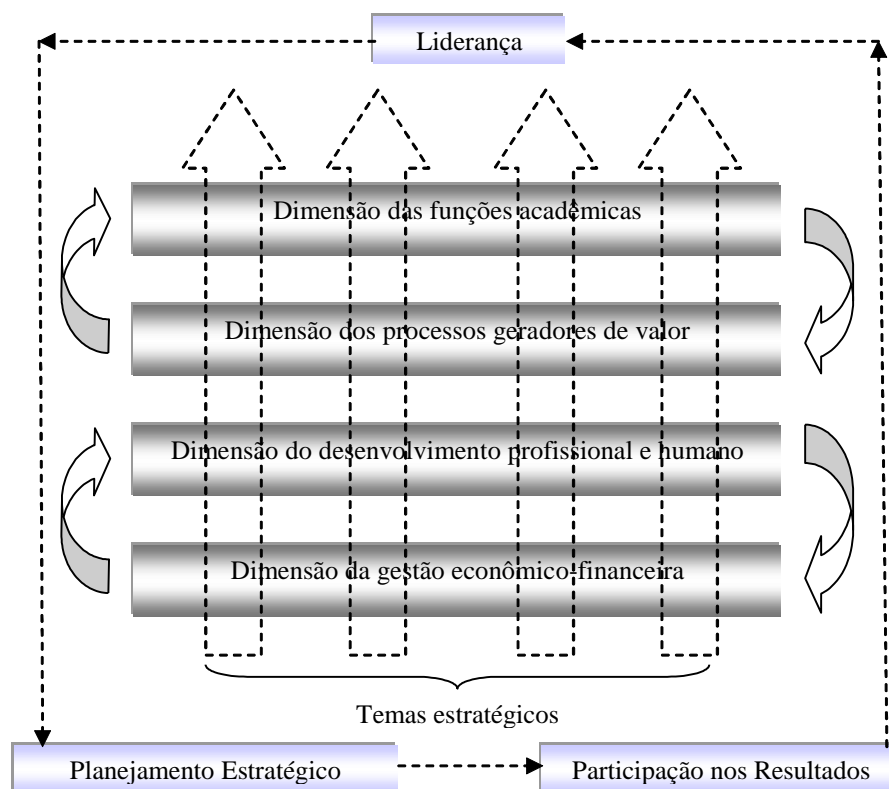 Liderança
Dimensão das funções acadêmicas
Dimensão dos processos geradores de valor
Dimensão do desenvolvimento profissional e humano
Dimensão da gestão econômico-financeira
Temas estratégicos
Planejamento Estratégico
Participação nos Resultados